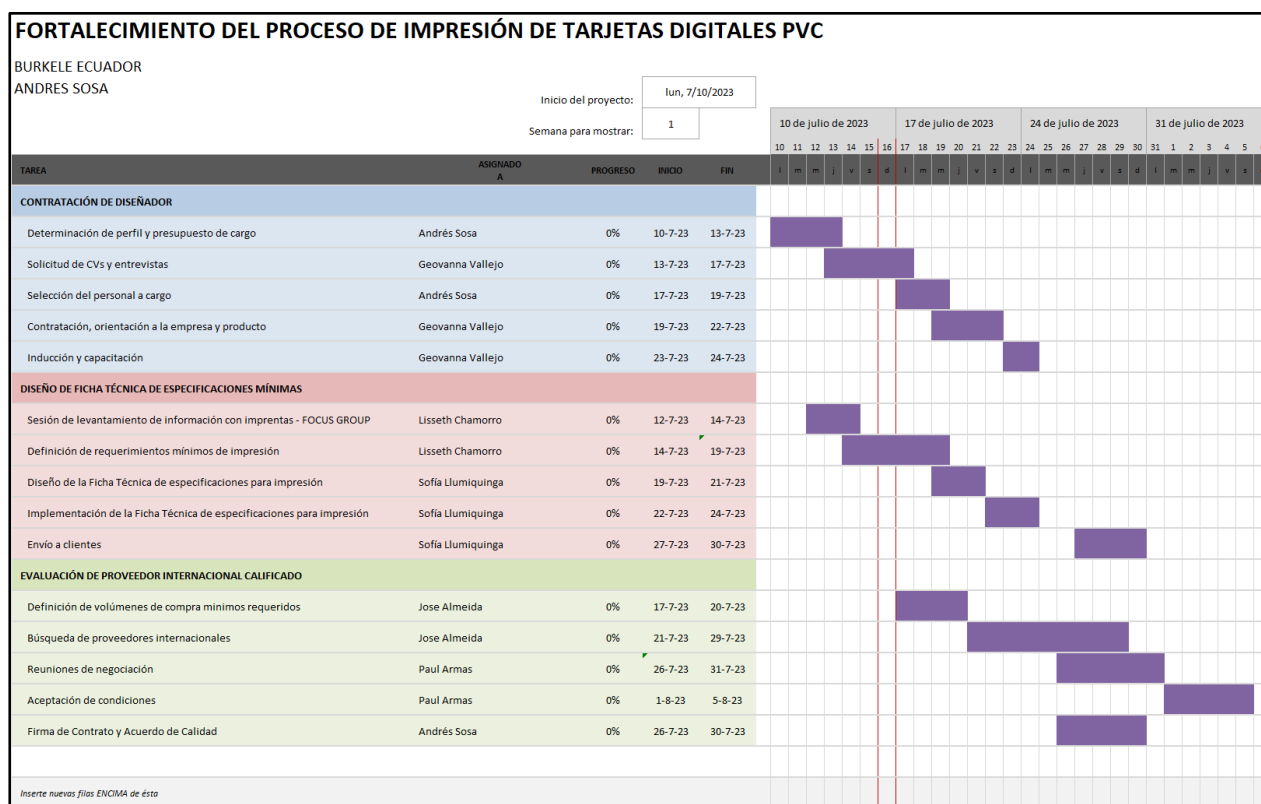 FORTALECIMIENTO DEL PROCESO DE IMPRESIÓN DE TARJETAS DIGITALES PVC
BURKELE ECUADOR
ANDRES SOSA
Inicio del proyecto: lun, 7/10/2023
Semana para mostrar: 1
10 de julio de 2023 17 de julio de 2023 24 de julio de 2023 31 de julio de 2023
10 11 12 13 14 15 16 17 18 19 20 21 22 23 24 25 26 27 28 29 30 31 1 2 3 4 5
TAREA ASIGNADO A PROGRESO INICIO FIN l m m j v s d l m m j v s d l m m j v s d l m m j v s
CONTRATACIÓN DE DISEÑADOR
Determinación de perfil y presupuesto de cargo Andrés Sosa 0% 10-7-23 13-7-23
Solicitud de CVs y entrevistas Geovanna Vallejo 0% 13-7-23 17-7-23
Selección del personal a cargo Andrés Sosa 0% 17-7-23 19-7-23
Contratación, orientación a la empresa y producto Geovanna Vallejo 0% 19-7-23 22-7-23
Inducción y capacitación Geovanna Vallejo 0% 23-7-23 24-7-23
DISEÑO DE FICHA TÉCNICA DE ESPECIFICACIONES MÍNIMAS
Sesión de levantamiento de información con imprentas - FOCUS GROUP Lisseth Chamorro 0% 12-7-23 14-7-23
Definición de requerimientos mínimos de impresión Lisseth Chamorro 0% 14-7-23 19-7-23
Diseño de la Ficha Técnica de especificaciones para impresión Sofía Llumiquinga 0% 19-7-23 21-7-23
Implementación de la Ficha Técnica de especificaciones para impresión Sofía Llumiquinga 0% 22-7-23 24-7-23
Envío a clientes Sofía Llumiquinga 0% 27-7-23 30-7-23
EVALUACIÓN DE PROVEEDOR INTERNACIONAL CALIFICADO
Definición de volúmenes de compra minimos requeridos Jose Almeida 0% 17-7-23 20-7-23
Búsqueda de proveedores internacionales Jose Almeida 0% 21-7-23 29-7-23
Reuniones de negociación Paul Armas 0% 26-7-23 31-7-23
Aceptación de condiciones Paul Armas 0% 1-8-23 5-8-23
Firma de Contrato y Acuerdo de Calidad Andrés Sosa 0% 26-7-23 30-7-23
Inserte nuevas filas ENCIMA de ésta